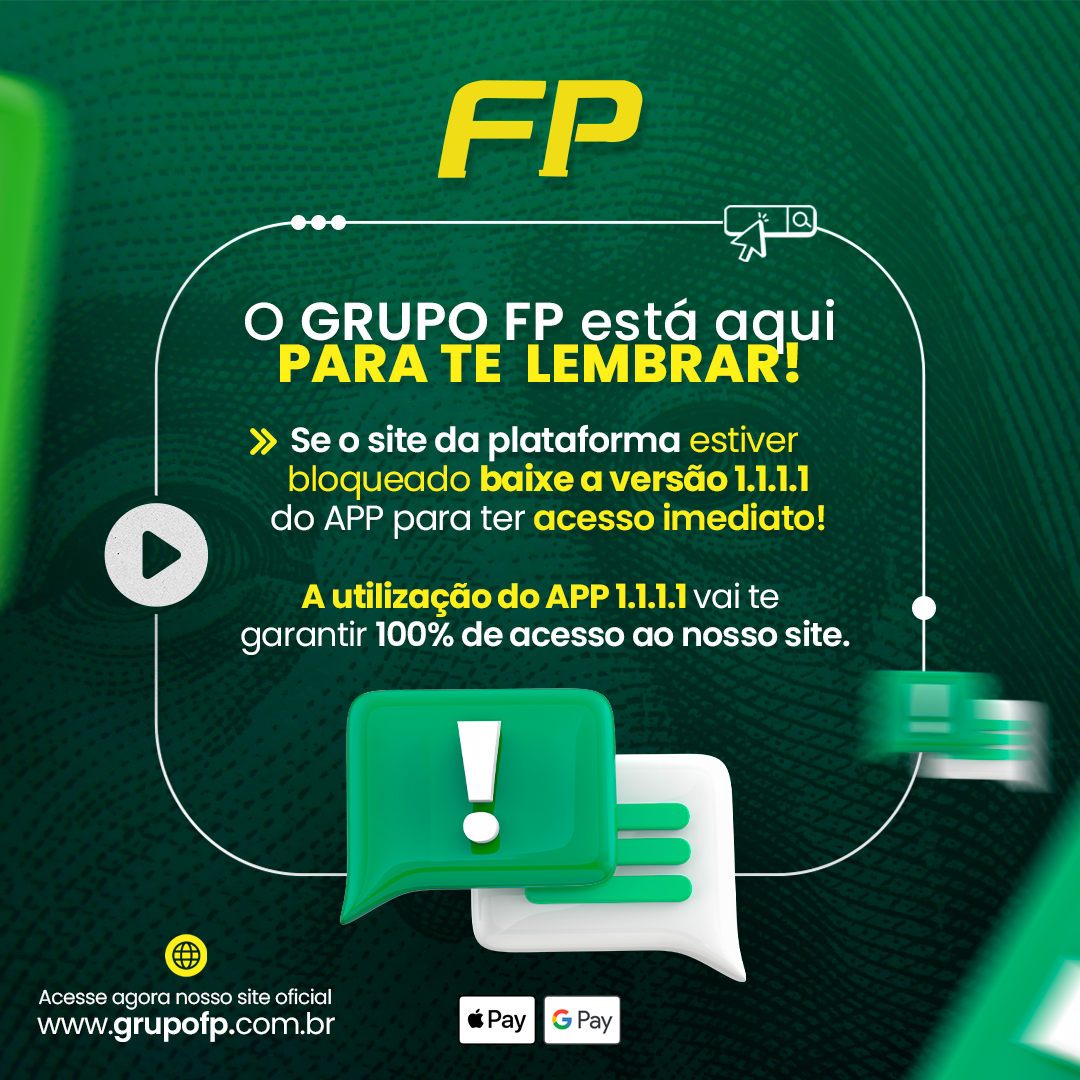 FP
O GRUPO FP está aqui
PARA TE LEMBRAR!
Se o site da plataforma estiver
bloqueado baixe a versão 1.1.1.1
do APP para ter acesso imediato!
A utilização do APP 1.1.1.1 vai te
garantir 100% de acesso ao nosso site.
Acesse agora nosso site oficial
www.grupofp.com.br
Pay
G Pay